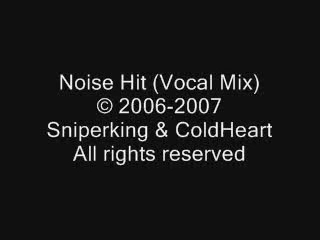 Noise Hit (Vocal Mix)
© 2006-2007
Sniperking & ColdHeart
All rights reserved